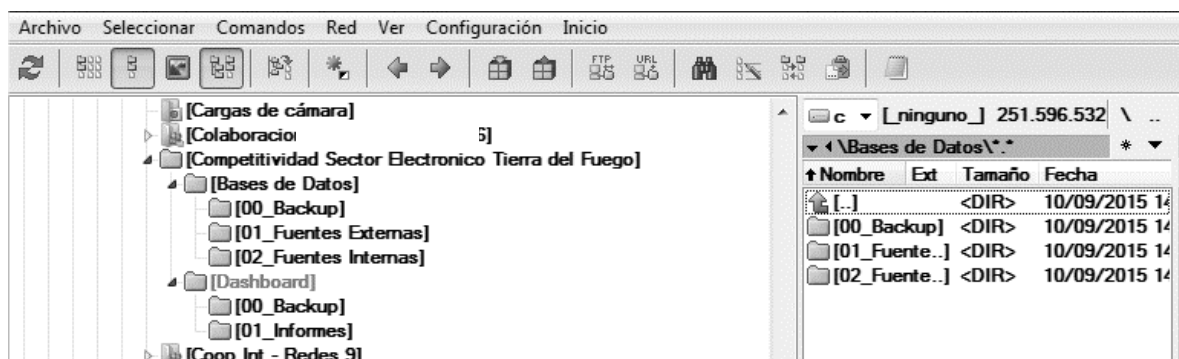 Archivo Seleccionar Comandos Red Ver Configuración Inicio
FTP URL
[Cargas de cámara]
[Colaboracio 6]
[Competitividad Sector Electronico Tierra del Fuego]
[Bases de Datos]
[00_Backup]
[01_Fuentes Externas]
[02_Fuentes Internas]
[Dashboard]
[00_Backup]
[01_Informes]
[Coop Int - Redes 9]
c [_ninguno_] 251.596.532 \ ..
\Bases de Datos\*.* *
Nombre Ext Tamaño Fecha
[..] <DIR> 10/09/2015 14
[00_Backup] <DIR> 10/09/2015 14
[01_Fuente..] <DIR> 10/09/2015 14
[02_Fuente..] <DIR> 10/09/2015 14